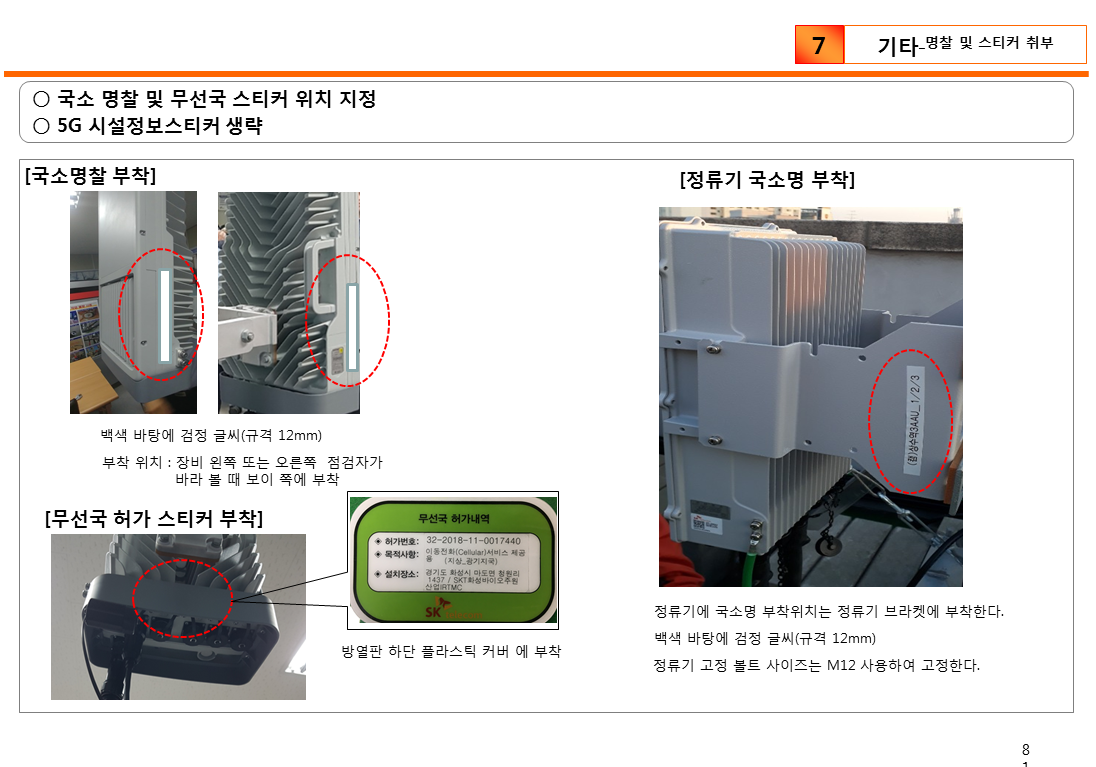 7
기타-명찰 및 스티커 취부
○ 국소 명찰 및 무선국 스티커 위치 지정
○ 5G 시설정보스티커 생략
[국소명찰 부착]
백색 바탕에 검정 글씨(규격 12mm)
부착 위치 : 장비 왼쪽 또는 오른쪽 점검자가
바라 볼 때 보이 쪽에 부착
[무선국 허가 스티커 부착]
무선국 허가내역
◈ 허가번호: 32-2018-11-0017440
◈ 목적사항: 이동전화(Cellular)서비스 제공
용 (지상_광기지국)
◈ 설치장소: 경기도 화성시 마도면 청원리
1437 / SKT화성바이오주원
산업IRTMC
SK
방열판 하단 플라스틱 커버 에 부착
[정류기 국소명 부착]
(광)성수역3AAU_1/2/3
정류기에 국소명 부착위치는 정류기 브라켓에 부착한다.
백색 바탕에 검정 글씨(규격 12mm)
정류기 고정 볼트 사이즈는 M12 사용하여 고정한다.
8
1